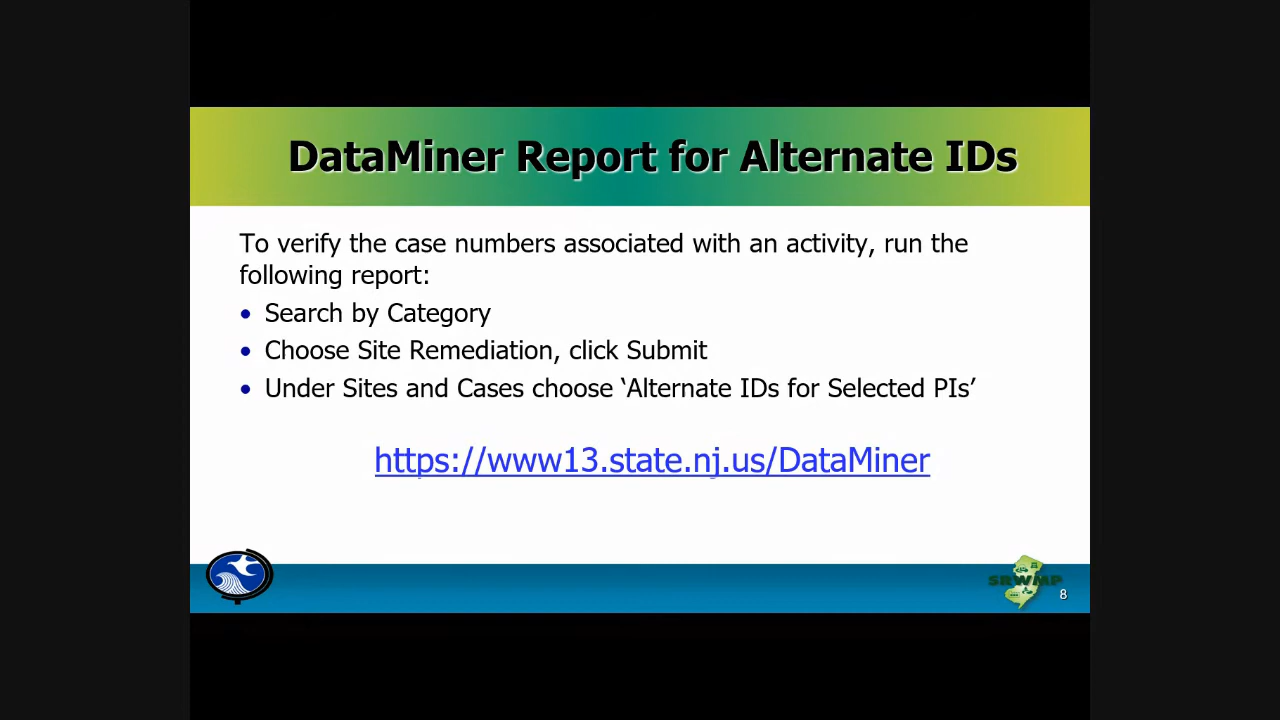 DataMiner Report for Alternate IDs
To verify the case numbers associated with an activity, run the
following report:
• Search by Category
• Choose Site Remediation, click Submit
• Under Sites and Cases choose ‘Alternate IDs for Selected PIs’
https://www13.state.nj.us/DataMiner
SRWMP
8